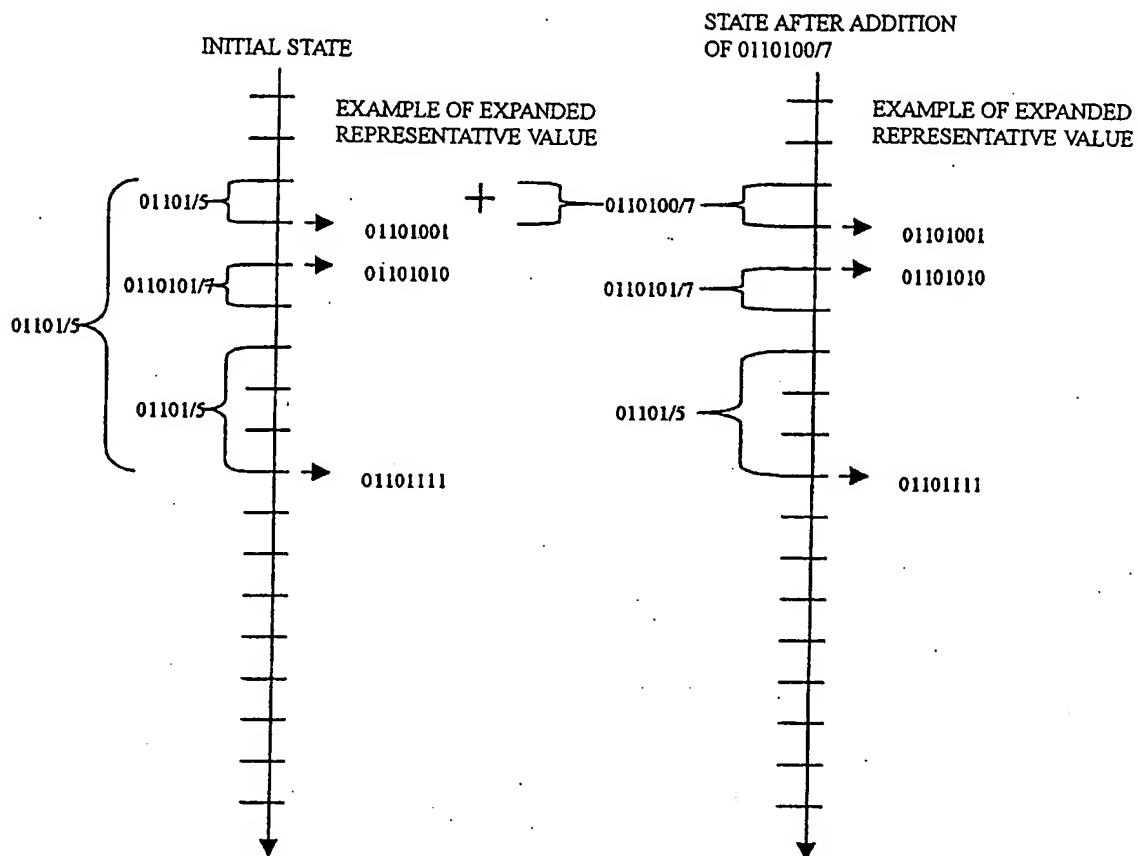 INITIAL STATE
EXAMPLE OF EXPANDED
REPRESENTATIVE VALUE
01101/5
01101001
0110101/7
01101010
01101/5
01101/5
01101111
+
STATE AFTER ADDITION
OF 0110100/7
EXAMPLE OF EXPANDED
REPRESENTATIVE VALUE
0110100/7
01101001
0110101/7
01101010
01101/5
01101111